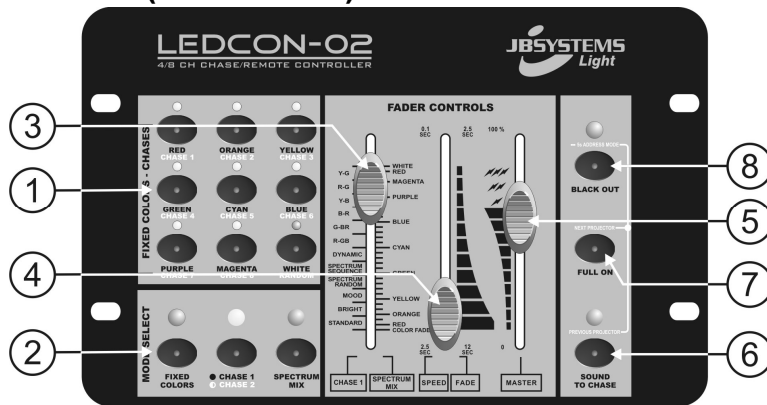 LEDCON-02
4/8 CH CHASE/REMOTE CONTROLLER
JBSYSTEMS
Light
FIXED COLORS - CHASES
RED
CHASE 1
ORANGE
CHASE 2
YELLOW
CHASE 3
GREEN
CHASE 4
CYAN
CHASE 5
BLUE
CHASE 6
PURPLE
MAGENTA
WHITE
RANDOM
MODE SELECT
FIXED
COLORS
CHASE 1
CHASE 2
SPECTRUM
MIX
FADER CONTROLS
0.1
SEC
2.5
SEC
100 %
Y-G
R-G
Y-B
B-R
G-BR
R-GB
DYNAMIC
SPECTRUM
SEQUENCE
SPECTRUM
RANDOM
MOOD
BRIGHT
STANDARD
WHITE
RED
MAGENTA
PURPLE
BLUE
CYAN
GREEN
YELLOW
ORANGE
RED
COLOR FADE
2.5
SEC
12
SEC
0
CHASE 1
SPECTRUM
MIX
SPEED
FADE
MASTER
BLACK OUT
NEXT PROJECTOR
FULL ON
PREVIOUS PROJECTOR
SOUND
TO CHASE
3
1
4
2
8
5
7
6